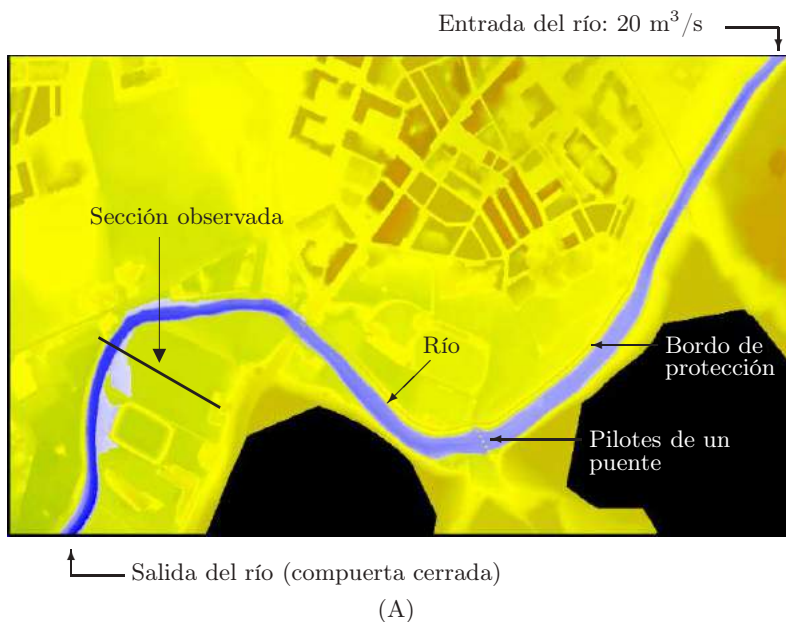 Entrada del río: 20 m³/s
Sección observada
Río
Bordo de
protección
Pilotes de un
puente
Salida del río (compuerta cerrada)
(A)